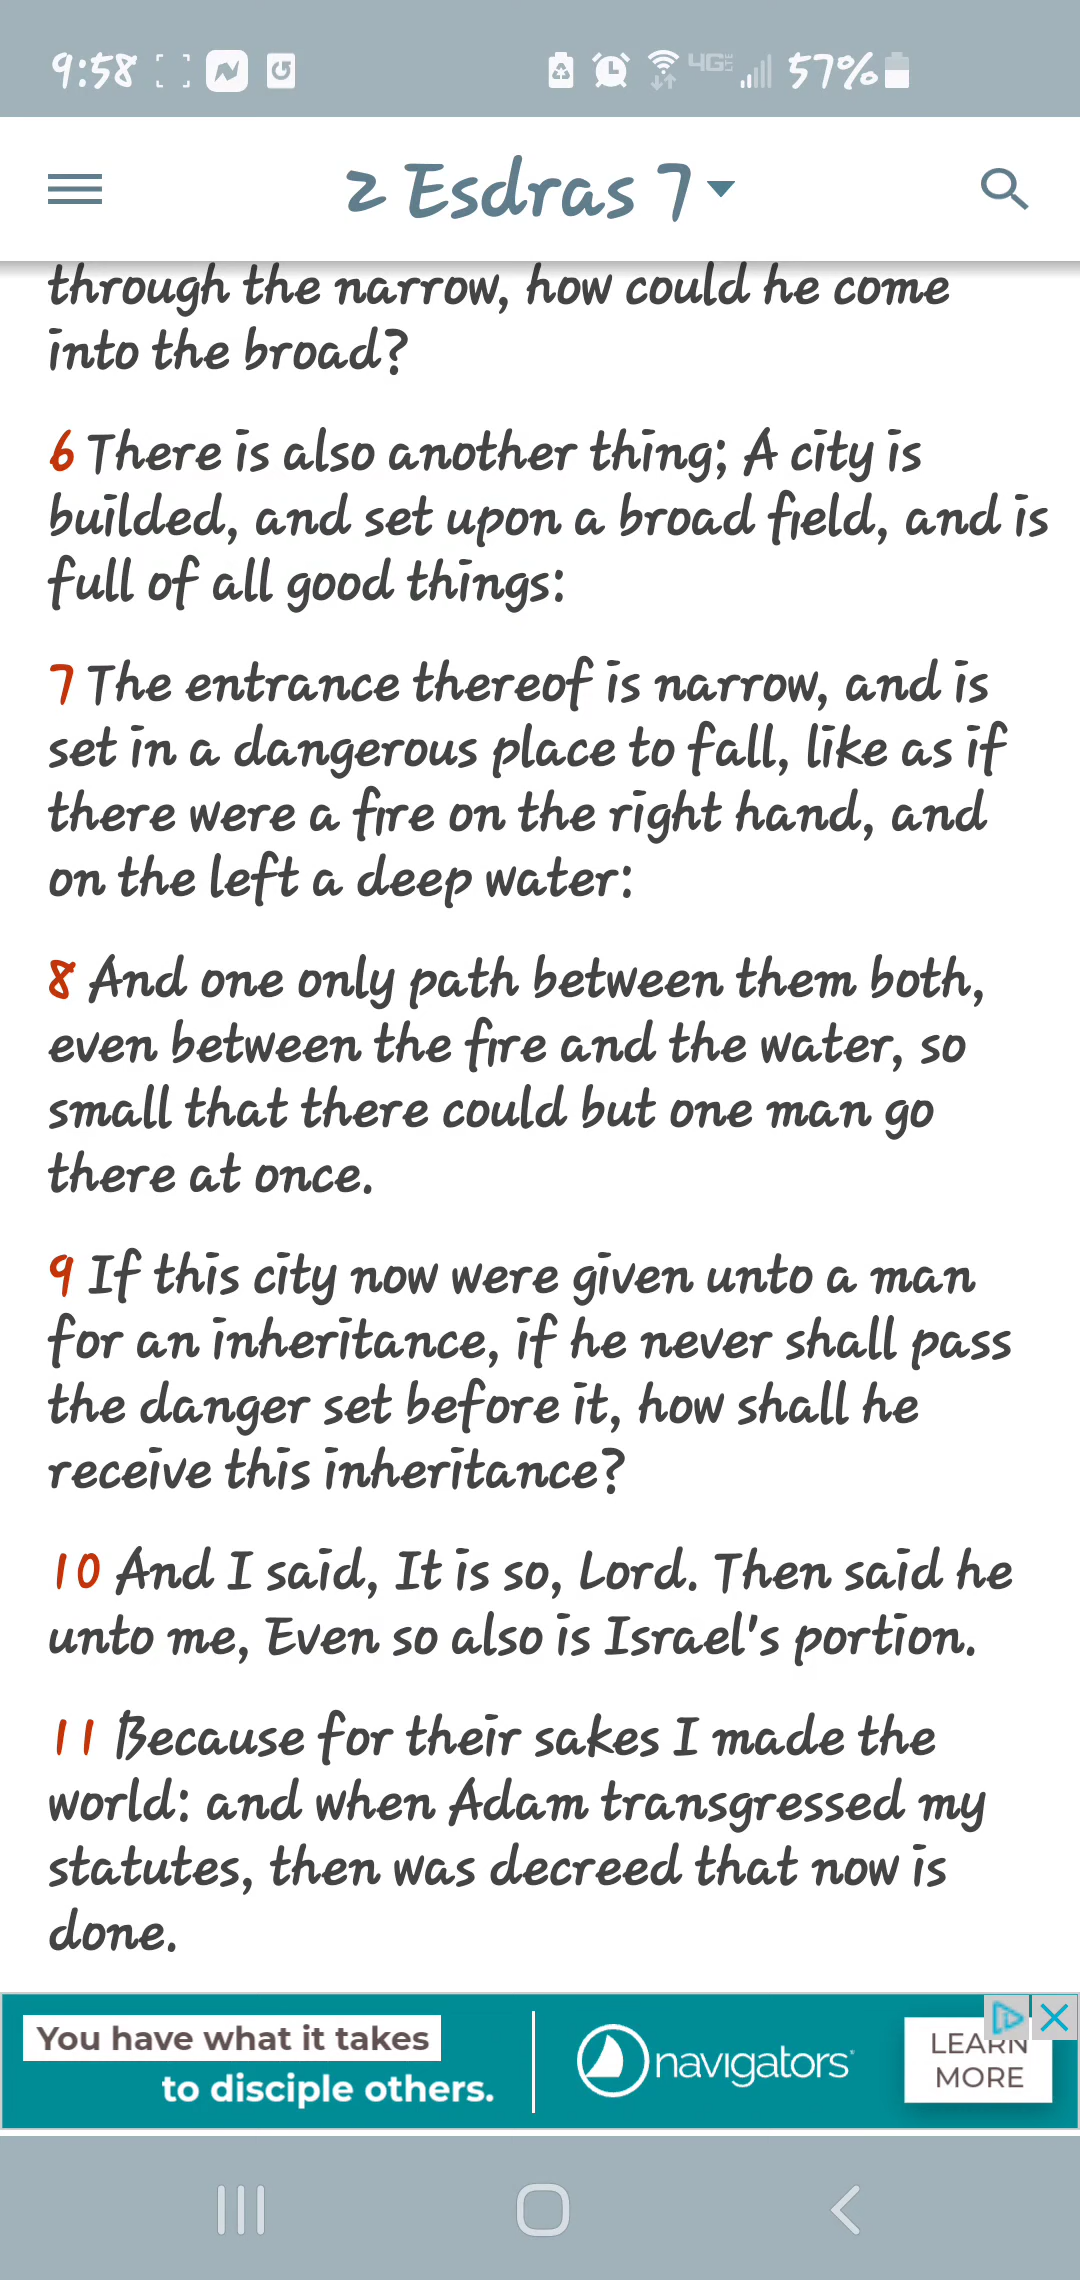 9:58
4G 57%
2 Esdras 7
through the narrow, how could he come
into the broad?
6 There is also another thing; A city is
builded, and set upon a broad field, and is
full of all good things:
7 The entrance thereof is narrow, and is
set in a dangerous place to fall, like as if
there were a fire on the right hand, and
on the left a deep water:
8 And one only path between them both,
even between the fire and the water, so
small that there could but one man go
there at once.
9 If this city now were given unto a man
for an inheritance, if he never shall pass
the danger set before it, how shall he
receive this inheritance?
10 And I said, It is so, Lord. Then said he
unto me, Even so also is Israel's portion.
11 Because for their sakes I made the
world: and when Adam transgressed my
statutes, then was decreed that now is
done.
You have what it takes
to disciple others.
navigators
LEARN
MORE